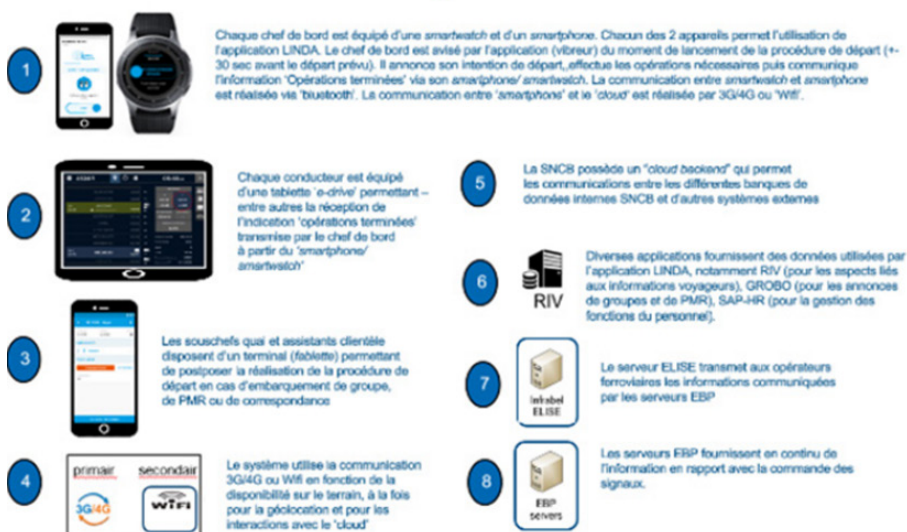 1
Chaque chef de bord est équipé d'une smartwatch et d'un smartphone. Chacun des 2 appareils permet l'utilisation de
l'application LINDA. Le chef de bord est avisé par l'application (vibreur) du moment de lancement de la procédure de départ (+-
30 sec avant le départ prévu). Il annonce son intention de départ,,effectue les opérations nécessaires puis communique
l'information 'Opérations terminées' via son smartphone/ smartwatch. La communication entre smartwatch et smartphone
est réalisée via 'bluetooth'. La communication entre 'smartphone' et le 'cloud' est réalisée par 3G/4G ou 'Wifi'.
2
Chaque conducteur est équipé
d'une tablette 'e-drive' permettant –
entre autres la réception de
l'indication 'opérations terminées'
transmise par le chef de bord
à partir du 'smartphone/
smartwatch'
3
Les souschefs quai et assistants clientèle
disposent d'un terminal (fablette) permettant
de postposer la réalisation de la procédure de
départ en cas d'embarquement de groupe,
de PMR ou de correspondance
4
primair
secondair
3G/4G
WiFi
Le système utilise la communication
3G/4G ou Wifi en fonction de la
disponibilité sur le terrain, à la fois
pour la géolocation et pour les
interactions avec le 'cloud'
5
La SNCB possède un "cloud backend" qui permet
les communications entre les différentes banques de
données internes SNCB et d'autres systèmes externes
6
RIV
Diverses applications fournissent des données utilisées par
l'application LINDA, notamment RIV (pour les aspects liés
aux informations voyageurs), GROBO (pour les annonces
de groupes et de PMR), SAP-HR (pour la gestion des
fonctions du personnel).
7
Infrabel
ELISE
Le serveur ELISE transmet aux opérateurs
ferroviaires les informations communiquées
par les serveurs EBP
8
EBP
servers
Les serveurs EBP fournissent en continu de
l'information en rapport avec la commande des
signaux.